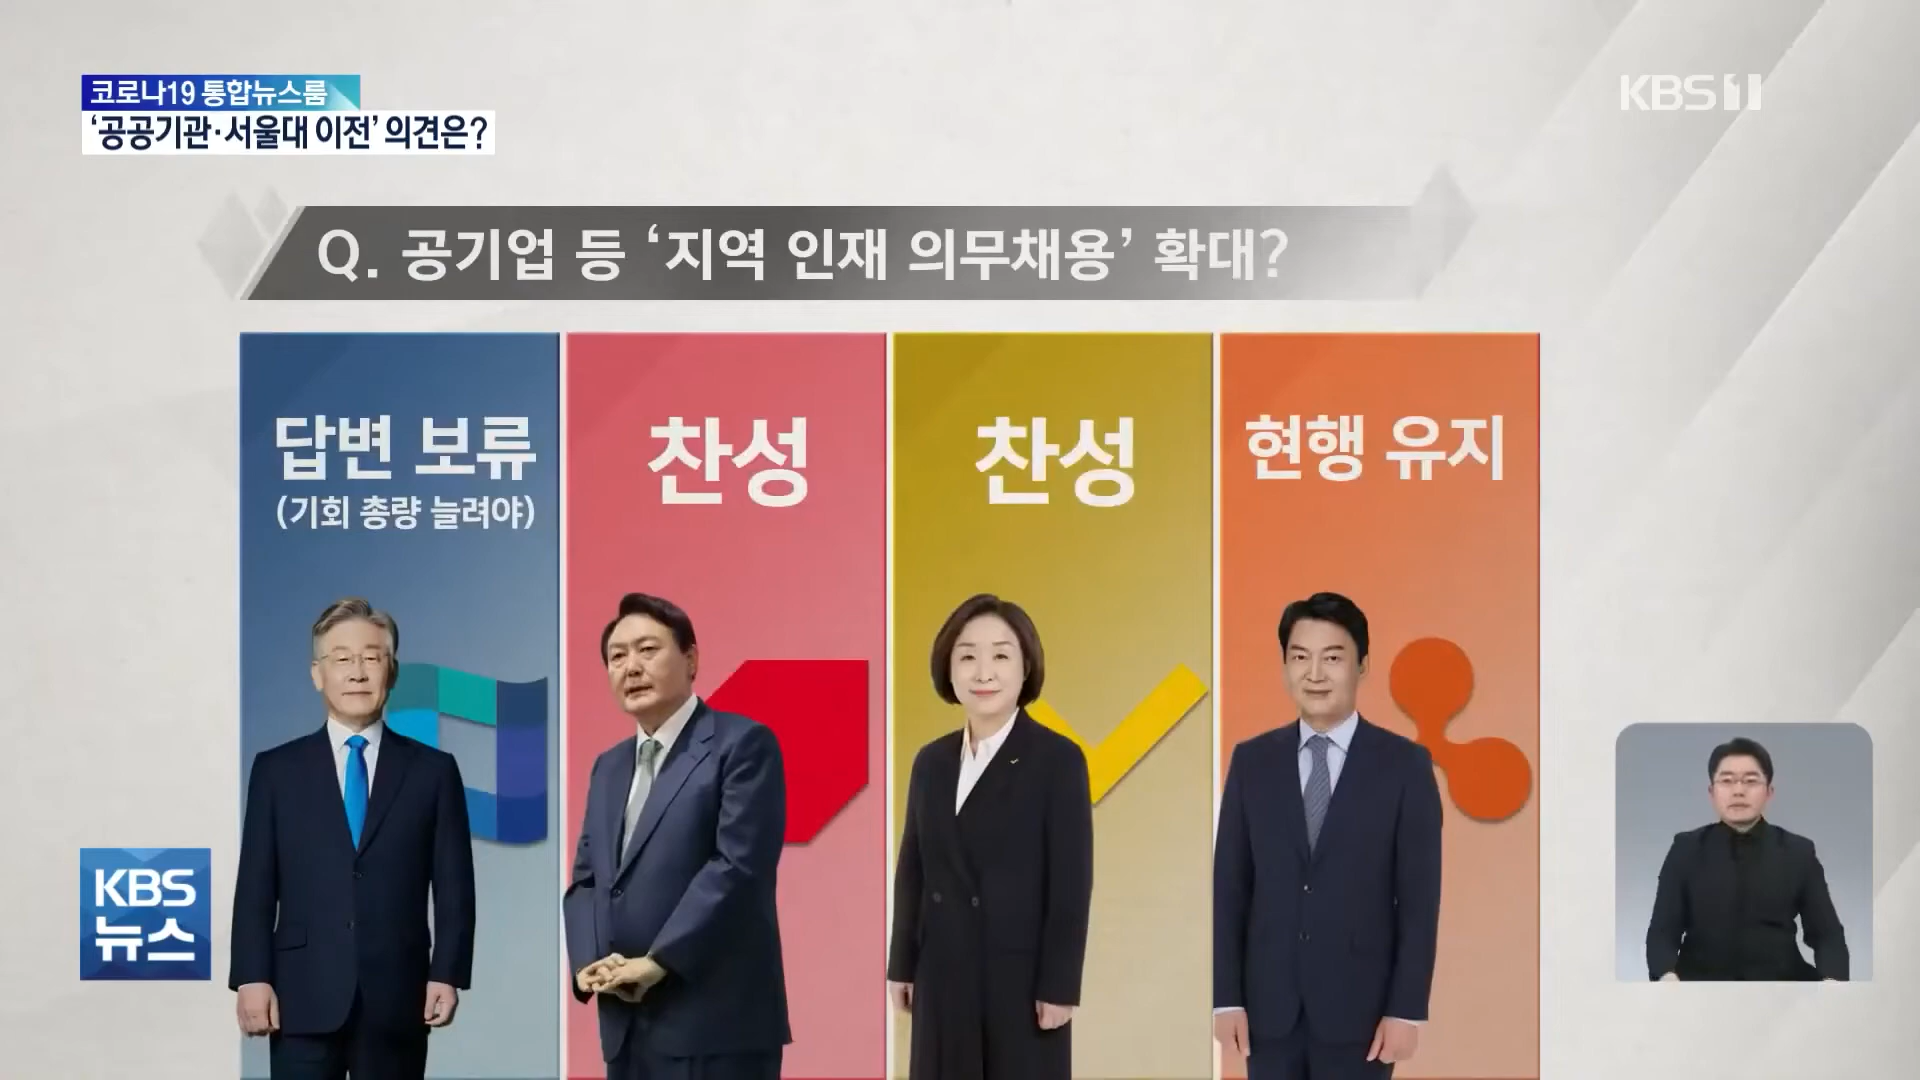 코로나19 통합뉴스룸
‘공공기관·서울대 이전’ 의견은?
KBS 1
Q. 공기업 등 ‘지역 인재 의무채용’ 확대?
답변 보류
(기회 총량 늘려야)
찬성
찬성
현행 유지
KBS
뉴스